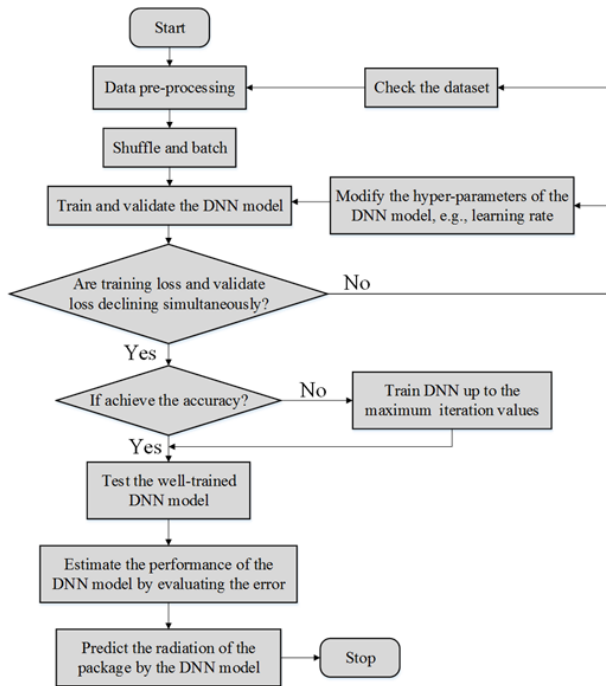 Start
Data pre-processing
Check the dataset
Shuffle and batch
Train and validate the DNN model
Modify the hyper-parameters of the
DNN model, e.g., learning rate
Are training loss and validate
loss declining simultaneously?
No
Yes
If achieve the accuracy?
No
Train DNN up to the
maximum iteration values
Yes
Test the well-trained
DNN model
Estimate the performance of the
DNN model by evaluating the error
Predict the radiation of the
package by the DNN model
Stop